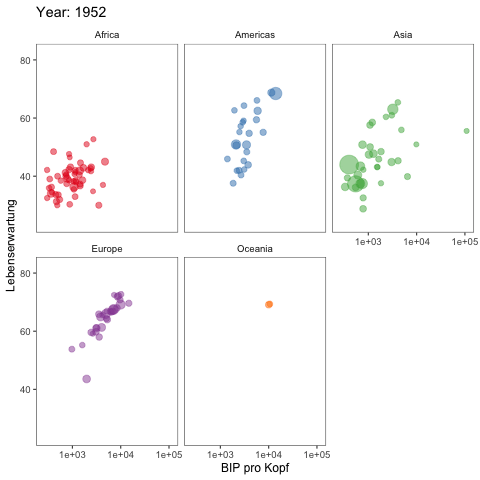 Year: 1952
Africa Americas Asia
80
60
40
1e+03 1e+04 1e+05
Lebenserwartung
Europe Oceania
80
60
40
1e+03 1e+04 1e+05 1e+03 1e+04 1e+05
BIP pro Kopf